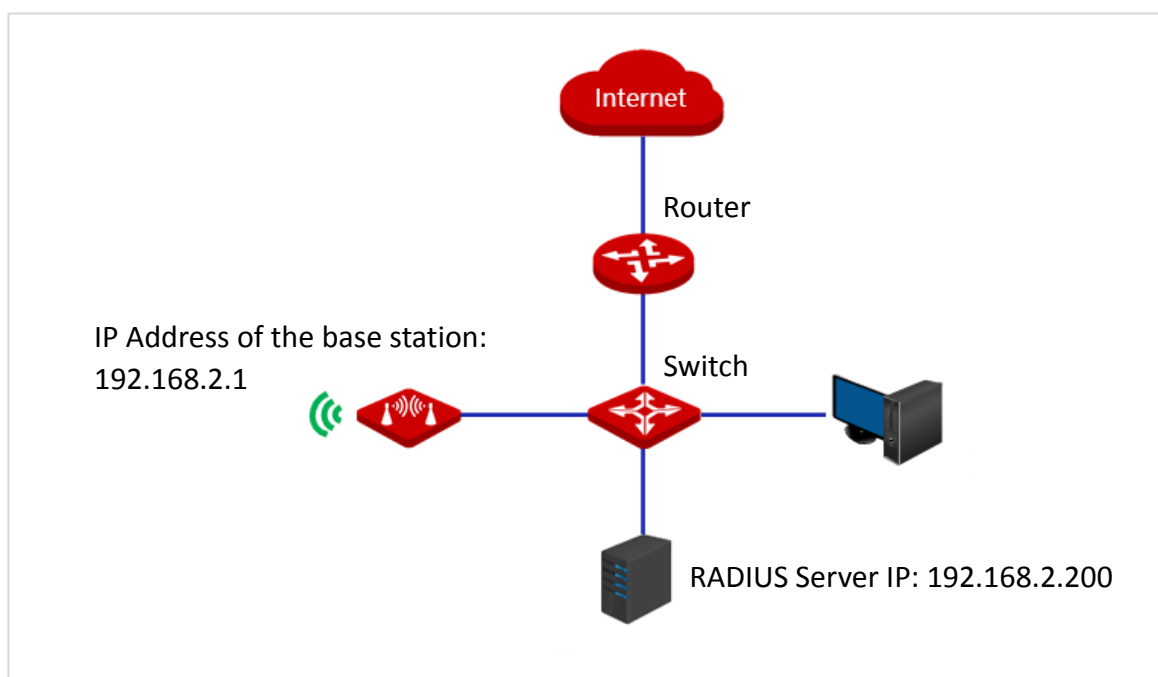 Internet
Router
IP Address of the base station:
192.168.2.1
Switch
RADIUS Server IP: 192.168.2.200